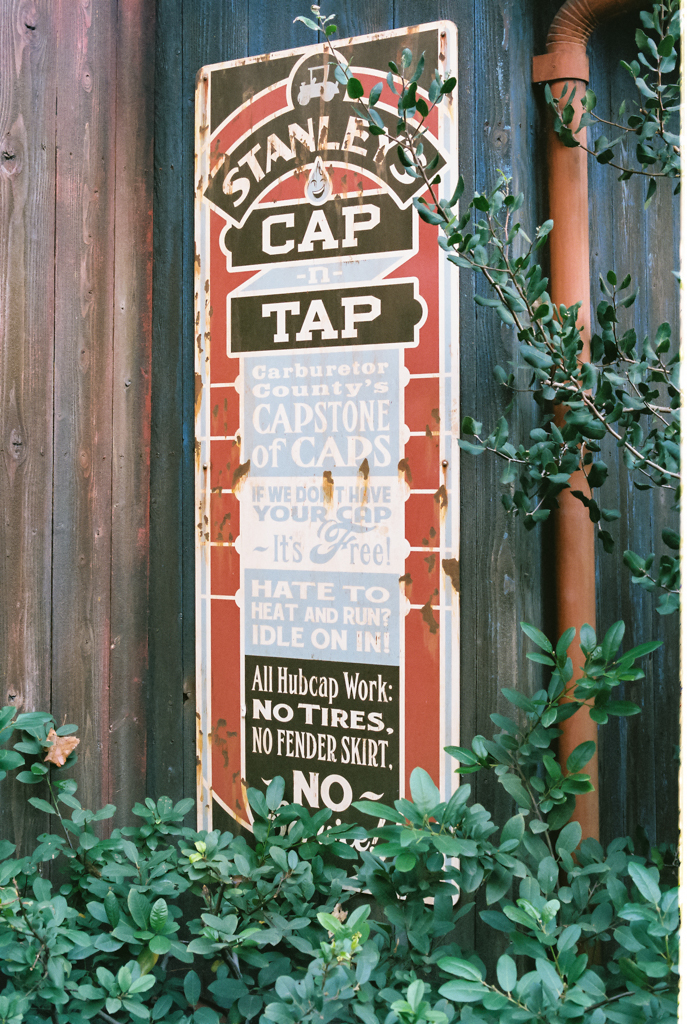 STANLEY'S
CAP
-n-
TAP
Carburetor
County's
CAPSTONE
of CAPS
IF WE DON'T HAVE
YOUR CAP
~It's Free!
HATE TO
HEAT AND RUN?
IDLE ON IN!
All Hubcap Work:
NO TIRES,
NO FENDER SKIRT,
~NO~